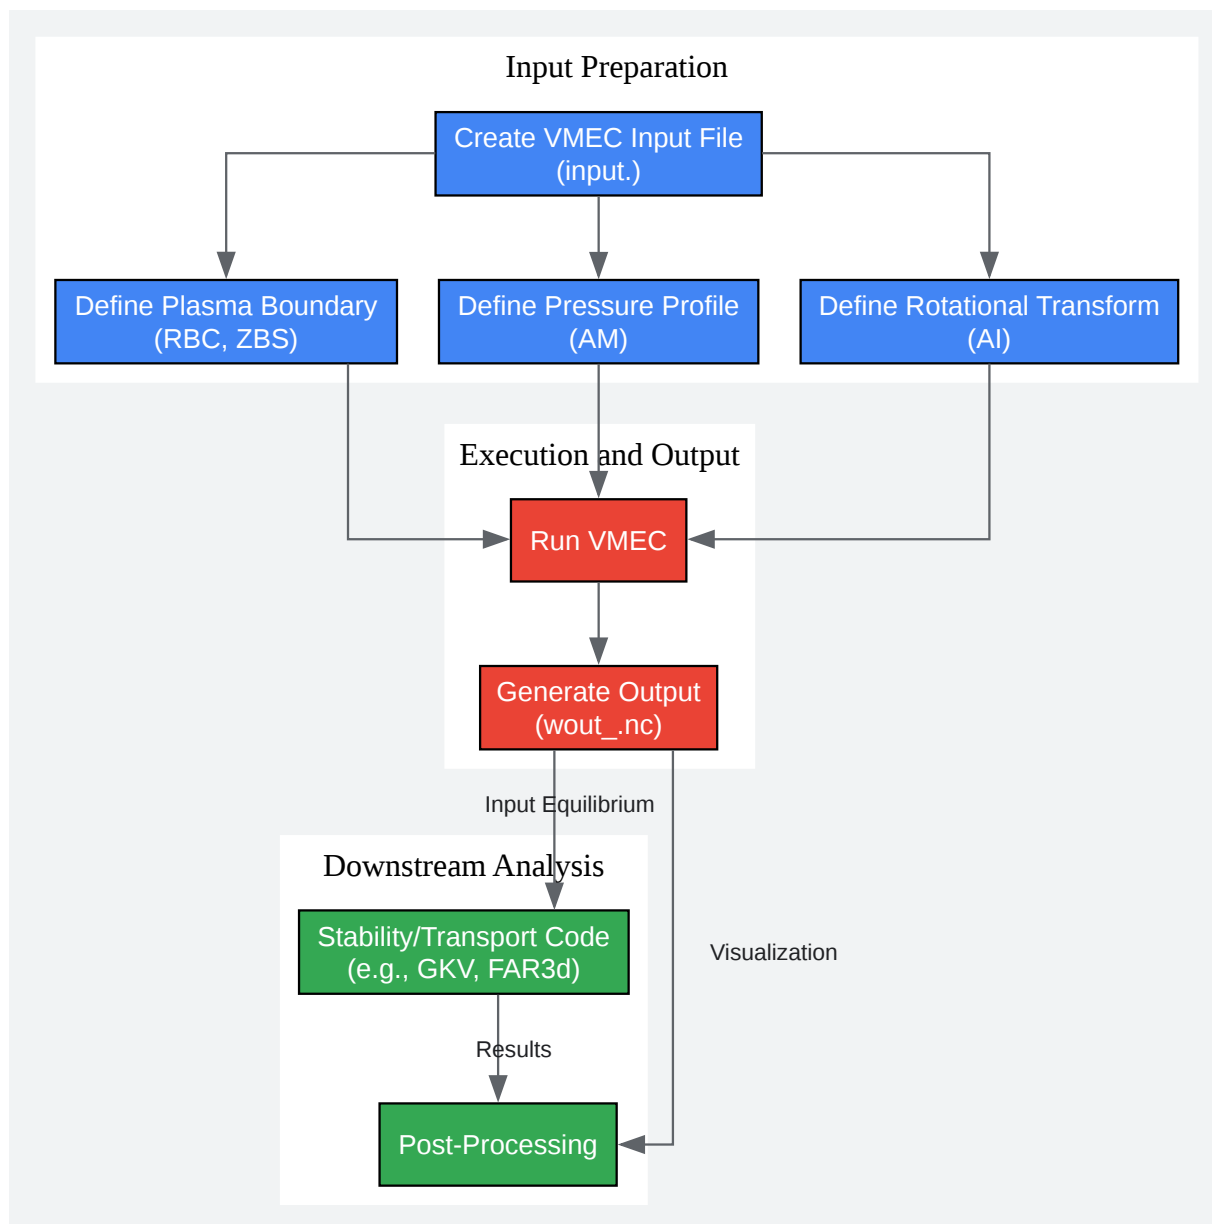 Input Preparation
Create VMEC Input File
(input.)
Define Plasma Boundary
(RBC, ZBS)
Define Pressure Profile
(AM)
Define Rotational Transform
(AI)
Execution and Output
Run VMEC
Generate Output
(wout_.nc)
Input Equilibrium
Downstream Analysis
Stability/Transport Code
(e.g., GKV, FAR3d)
Visualization
Results
Post-Processing